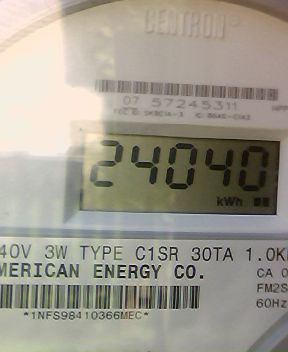 CENTRON®
07 57245311
24040
kWh
40V 3W TYPE C1SR 30TA 1.0K
MERICAN ENERGY CO.
CA 0
FM2S
60Hz
*1NFS98410366MEC*